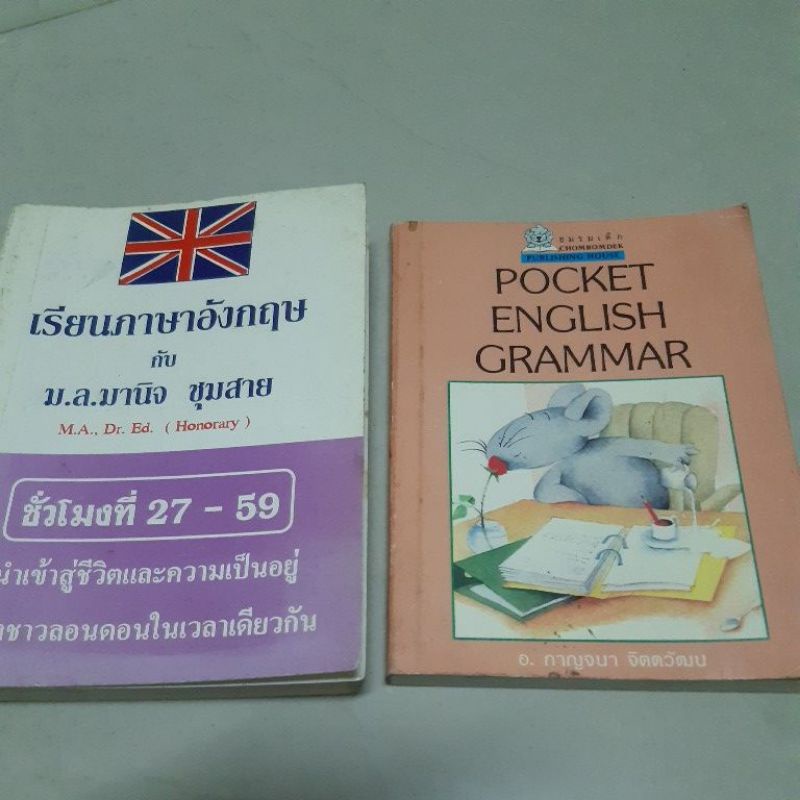 เรียนภาษาอังกฤษ
กับ
ม.ล.มานิจ ชุมสาย
M.A., Dr. Ed. ( Honorary )
ชั่วโมงที่ 27 - 59
นำเข้าสู่ชีวิตและความเป็นอยู่
ชาวลอนดอนในเวลาเดียวกัน
ชมรมเด็ก
CHOMROMDEK
PUBLISHING HOUSE
POCKET
ENGLISH
GRAMMAR
อ. กาญจนา จิตตวัฒน